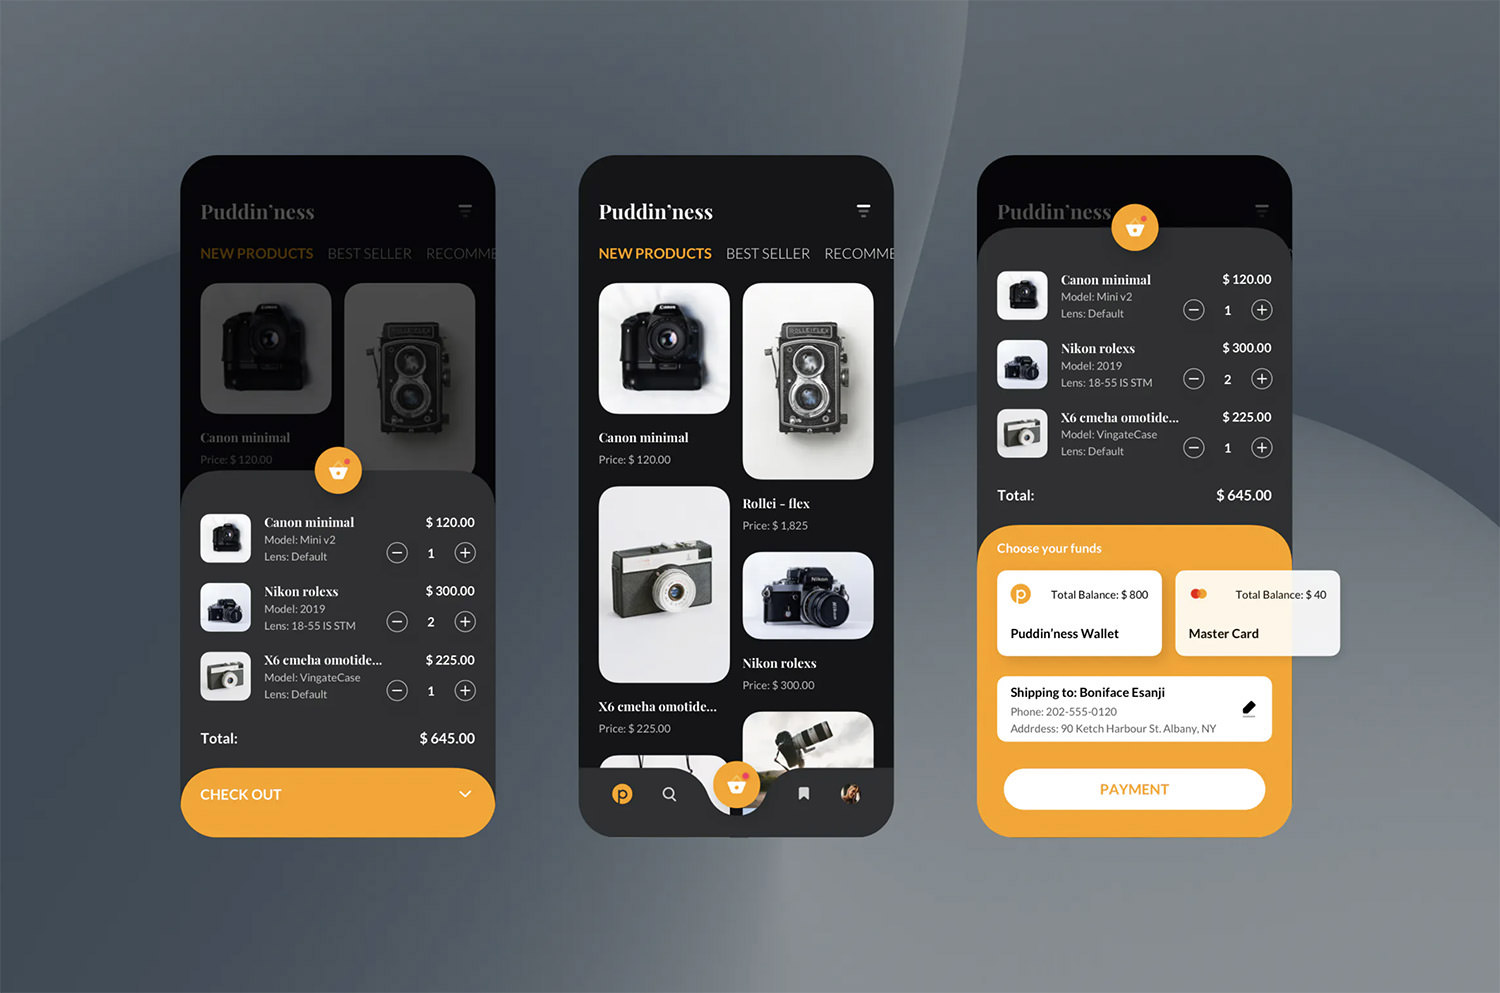 Puddin’ness
NEW PRODUCTS BEST SELLER RECOMME
Canon minimal
Price: $ 120.00
Canon minimal $ 120.00
Model: Mini v2
Lens: Default
1
Nikon rolexs $ 300.00
Model: 2019
Lens: 18-55 IS STM
2
X6 cmeha omotide... $ 225.00
Model: VingateCase
Lens: Default
1
Total: $ 645.00
CHECK OUT
Puddin’ness
NEW PRODUCTS BEST SELLER RECOMME
Canon
ROLLEIFLEX
Canon minimal
Price: $ 120.00
Rollei - flex
Price: $ 1,825
Nikon
X6 cmeha omotide...
Price: $ 225.00
Nikon rolexs
Price: $ 300.00
p
Puddin’ness
Canon minimal $ 120.00
Model: Mini v2
Lens: Default
1
Nikon rolexs $ 300.00
Model: 2019
Lens: 18-55 IS STM
2
X6 cmeha omotide... $ 225.00
Model: VingateCase
Lens: Default
1
Total: $ 645.00
Choose your funds
p Total Balance: $ 800
Puddin’ness Wallet
Total Balance: $ 40
Master Card
Shipping to: Boniface Esanji
Phone: 202-555-0120
Addrdess: 90 Ketch Harbour St. Albany, NY
PAYMENT